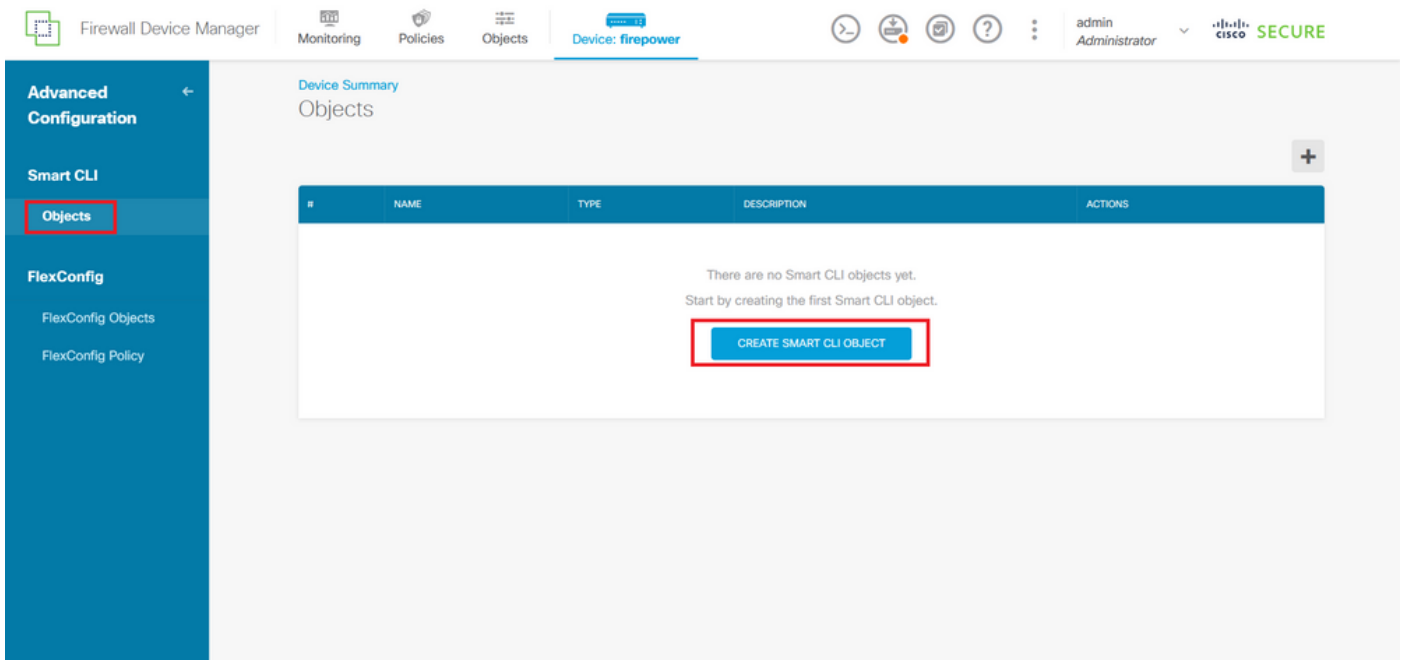 Firewall Device Manager
Monitoring
Policies
Objects
Device: firepower
admin
Administrator
cisco SECURE
Advanced
Configuration
Smart CLI
Objects
FlexConfig
FlexConfig Objects
FlexConfig Policy
Device Summary
Objects
# NAME TYPE DESCRIPTION ACTIONS
There are no Smart CLI objects yet.
Start by creating the first Smart CLI object.
CREATE SMART CLI OBJECT